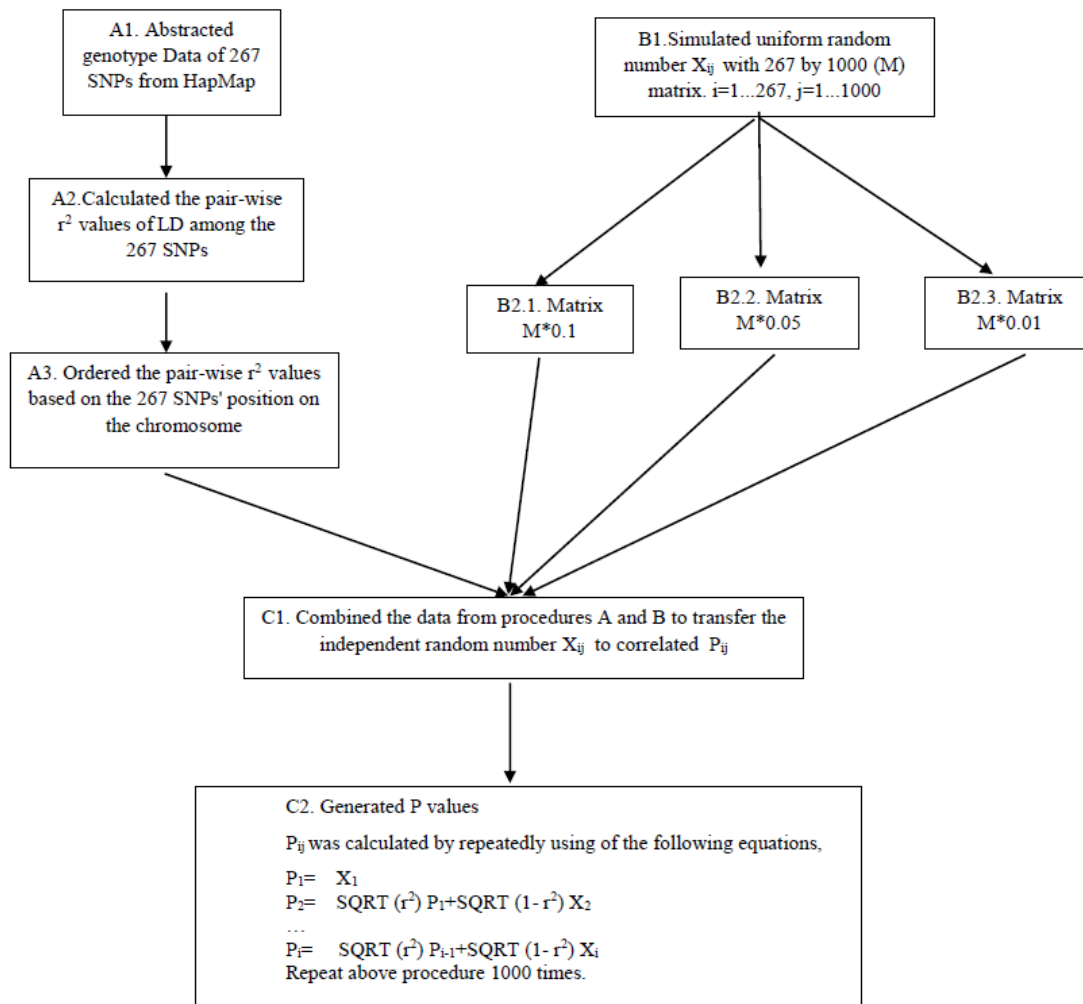 A1. Abstracted
genotype Data of 267
SNPs from HapMap
B1.Simulated uniform random
number Xij with 267 by 1000 (M)
matrix. i=1...267, j=1...1000
A2.Calculated the pair-wise
r² values of LD among the
267 SNPs
B2.1. Matrix
M*0.1
B2.2. Matrix
M*0.05
B2.3. Matrix
M*0.01
A3. Ordered the pair-wise r² values
based on the 267 SNPs' position on
the chromosome
C1. Combined the data from procedures A and B to transfer the
independent random number Xij to correlated Pij
C2. Generated P values
Pij was calculated by repeatedly using of the following equations,
P1= X1
P2= SQRT (r²) P1+SQRT (1- r²) X2
…
Pi= SQRT (r²) Pi-1+SQRT (1- r²) Xi
Repeat above procedure 1000 times.